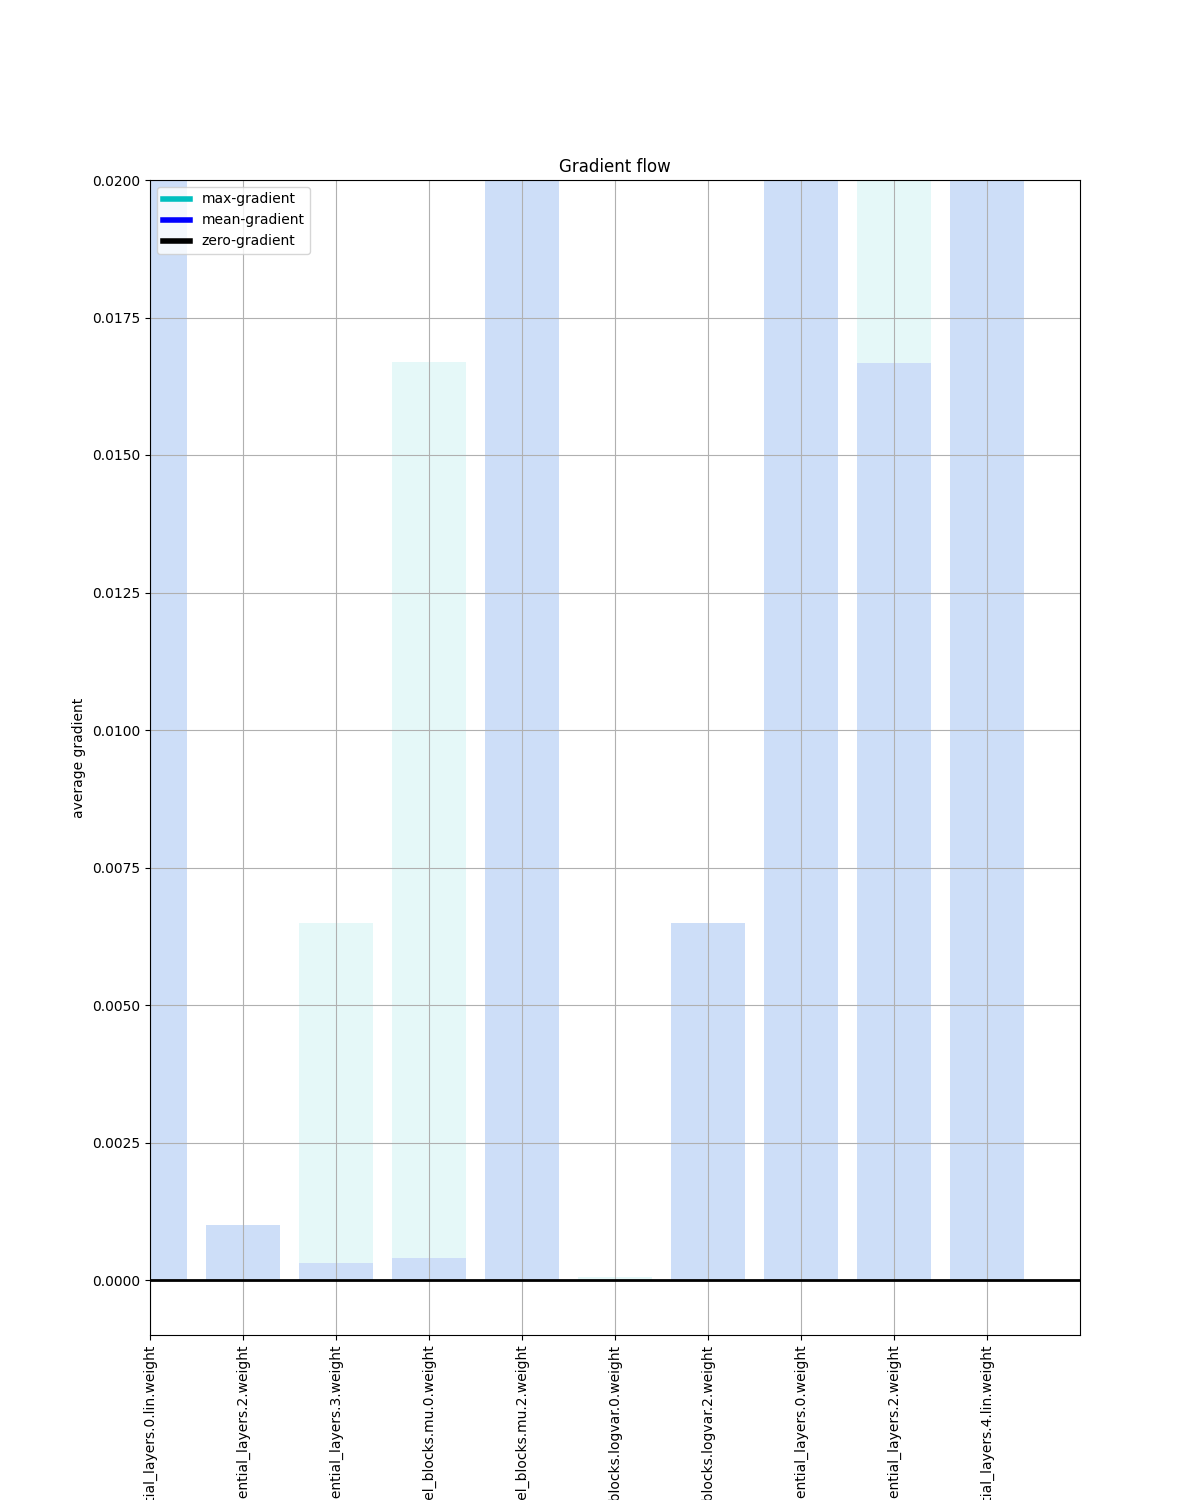 Gradient flow
max-gradient
mean-gradient
zero-gradient
0.0200
0.0175
0.0150
0.0125
0.0100
0.0075
0.0050
0.0025
0.0000
average gradient
tial_layers.0.lin.weight
ential_layers.2.weight
ential_layers.3.weight
el_blocks.mu.0.weight
el_blocks.mu.2.weight
blocks.logvar.0.weight
blocks.logvar.2.weight
ential_layers.0.weight
ential_layers.2.weight
tial_layers.4.lin.weight